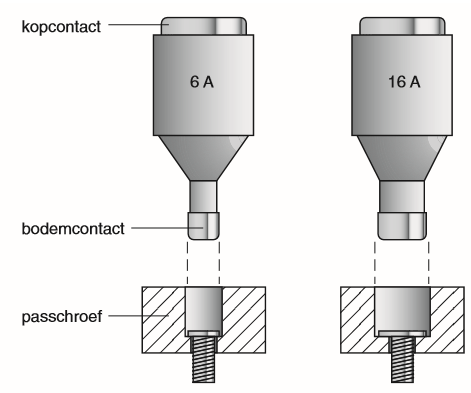 kopcontact
6 A
16 A
bodemcontact
passchroef